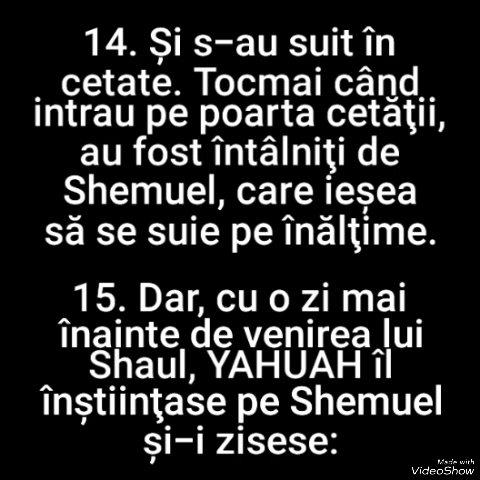 14. Și s-au suit în
cetate. Tocmai când
intrau pe poarta cetăţii,
au fost întâlniţi de
Shemuel, care ieșea
să se suie pe înălţime.
15. Dar, cu o zi mai
înainte de venirea lui
Shaul, YAHUAH îl
înștiinţase pe Shemuel
și-i zisese:
Made with
VideoShow